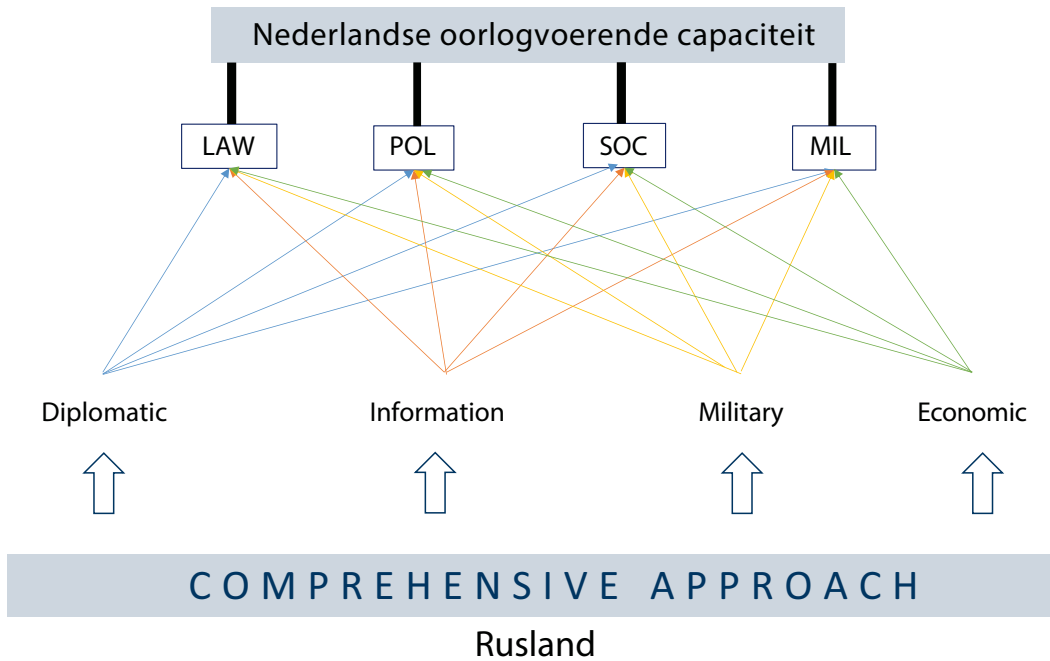 Nederlandse oorlogvoerende capaciteit
LAW POL SOC MIL
Diplomatic Information Military Economic
COMPREHENSIVE APPROACH
Rusland